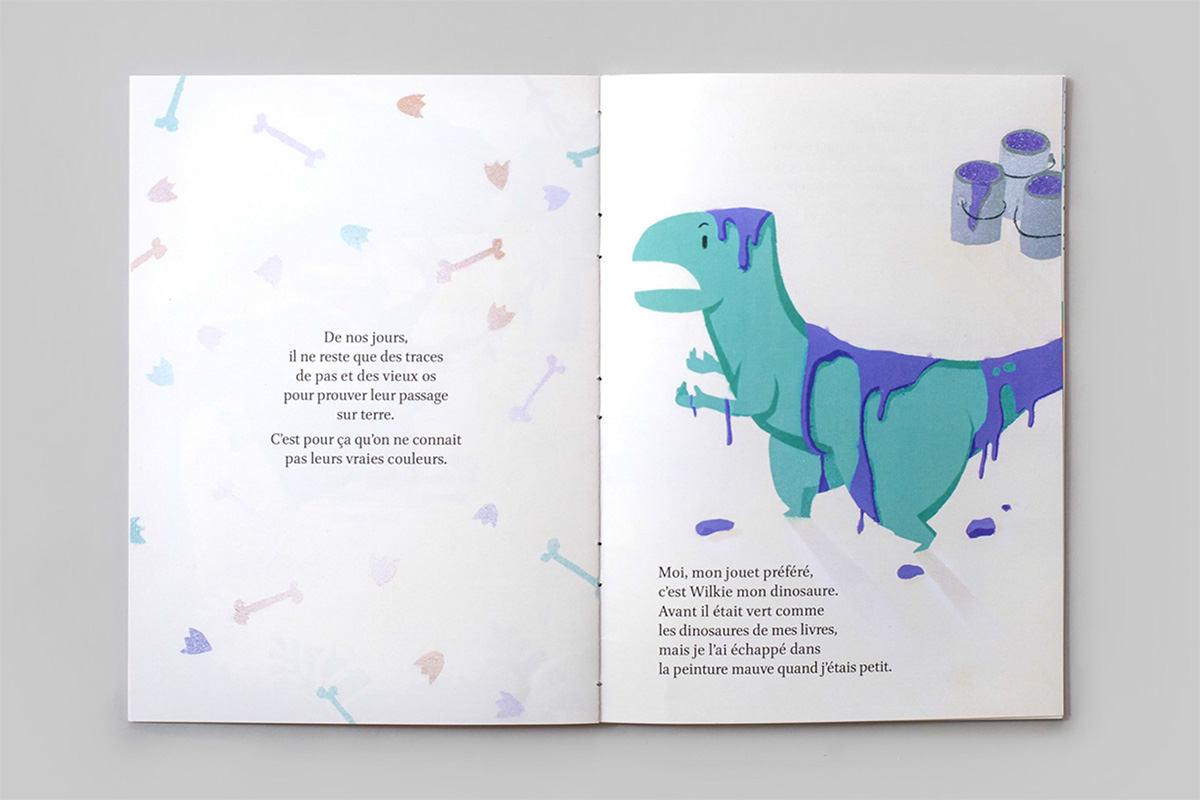 De nos jours,
il ne reste que des traces
de pas et des vieux os
pour prouver leur passage
sur terre.
C'est pour ça qu'on ne connait
pas leurs vraies couleurs.
Moi, mon jouet préféré,
c'est Wilkie mon dinosaure.
Avant il était vert comme
les dinosaures de mes livres,
mais je l'ai échappé dans
la peinture mauve quand j'étais petit.